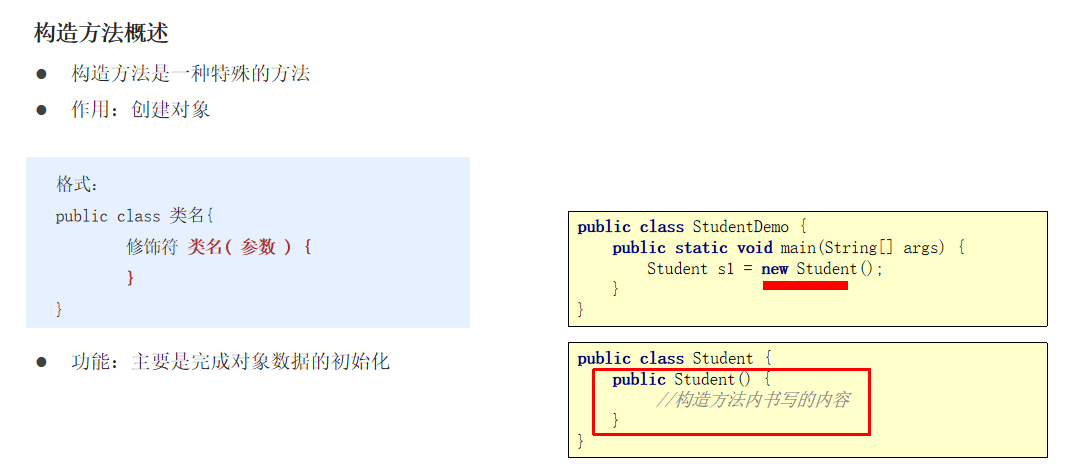 构造方法概述
● 构造方法是一种特殊的方法
● 作用：创建对象
格式：
public class 类名{
修饰符 类名( 参数 ) {
}
}
● 功能：主要是完成对象数据的初始化
public class StudentDemo {
public static void main(String[] args) {
Student s1 = new Student();
}
}
public class Student {
public Student() {
//构造方法内书写的内容
}
}